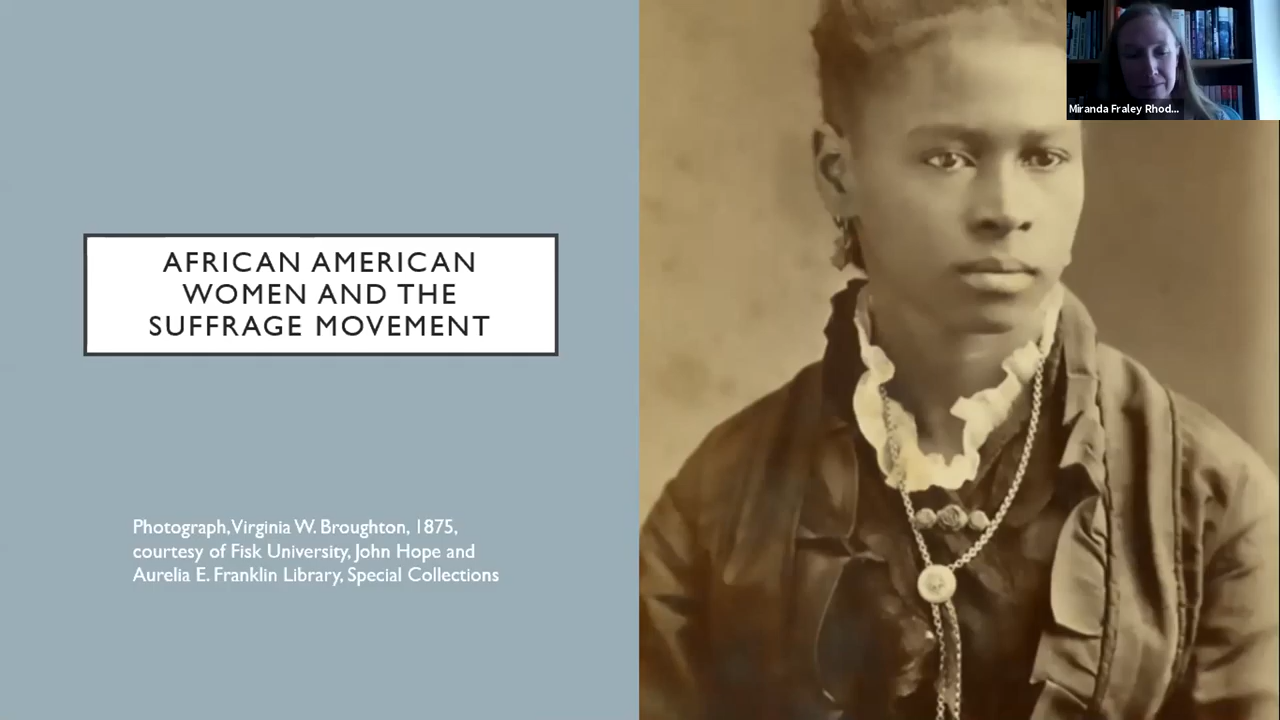 AFRICAN AMERICAN
WOMEN AND THE
SUFFRAGE MOVEMENT
Photograph, Virginia W. Broughton, 1875,
courtesy of Fisk University, John Hope and
Aurelia E. Franklin Library, Special Collections
Miranda Fraley Rhod...